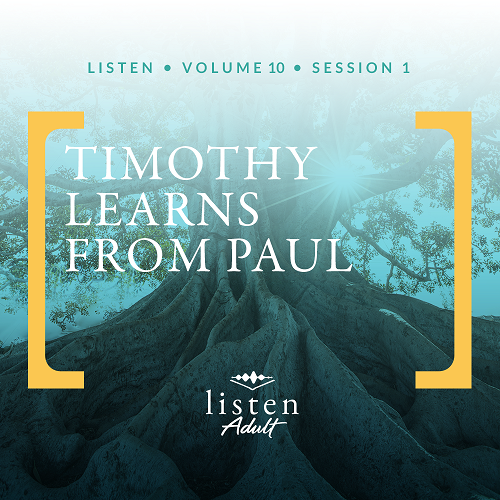 LISTEN • VOLUME 10 • SESSION 1
TIMOTHY
LEARNS
FROM PAUL
listen
Adult